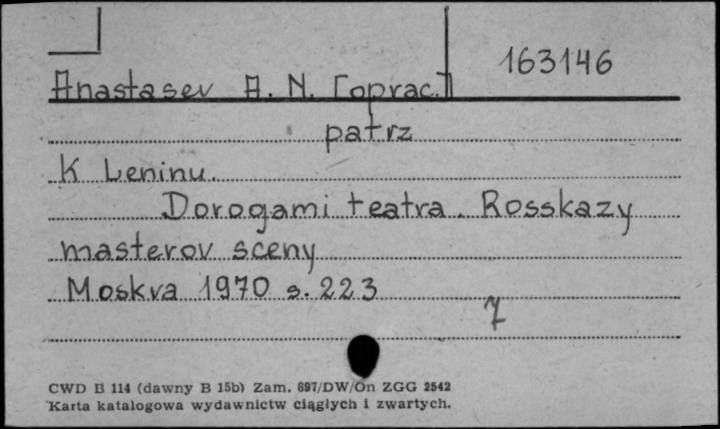 163146
Anastasev A. N. [oprac.]
patrz
K Leninu.
Dorogami teatra. Rosskazy
masterov sceny
Moskva 1970 s. 223
7
CWD B 114 (dawny B 15b) Zam. 897/DW/On ZGG 2542
Karta katalogowa wydawnictw ciągłych i zwartych.